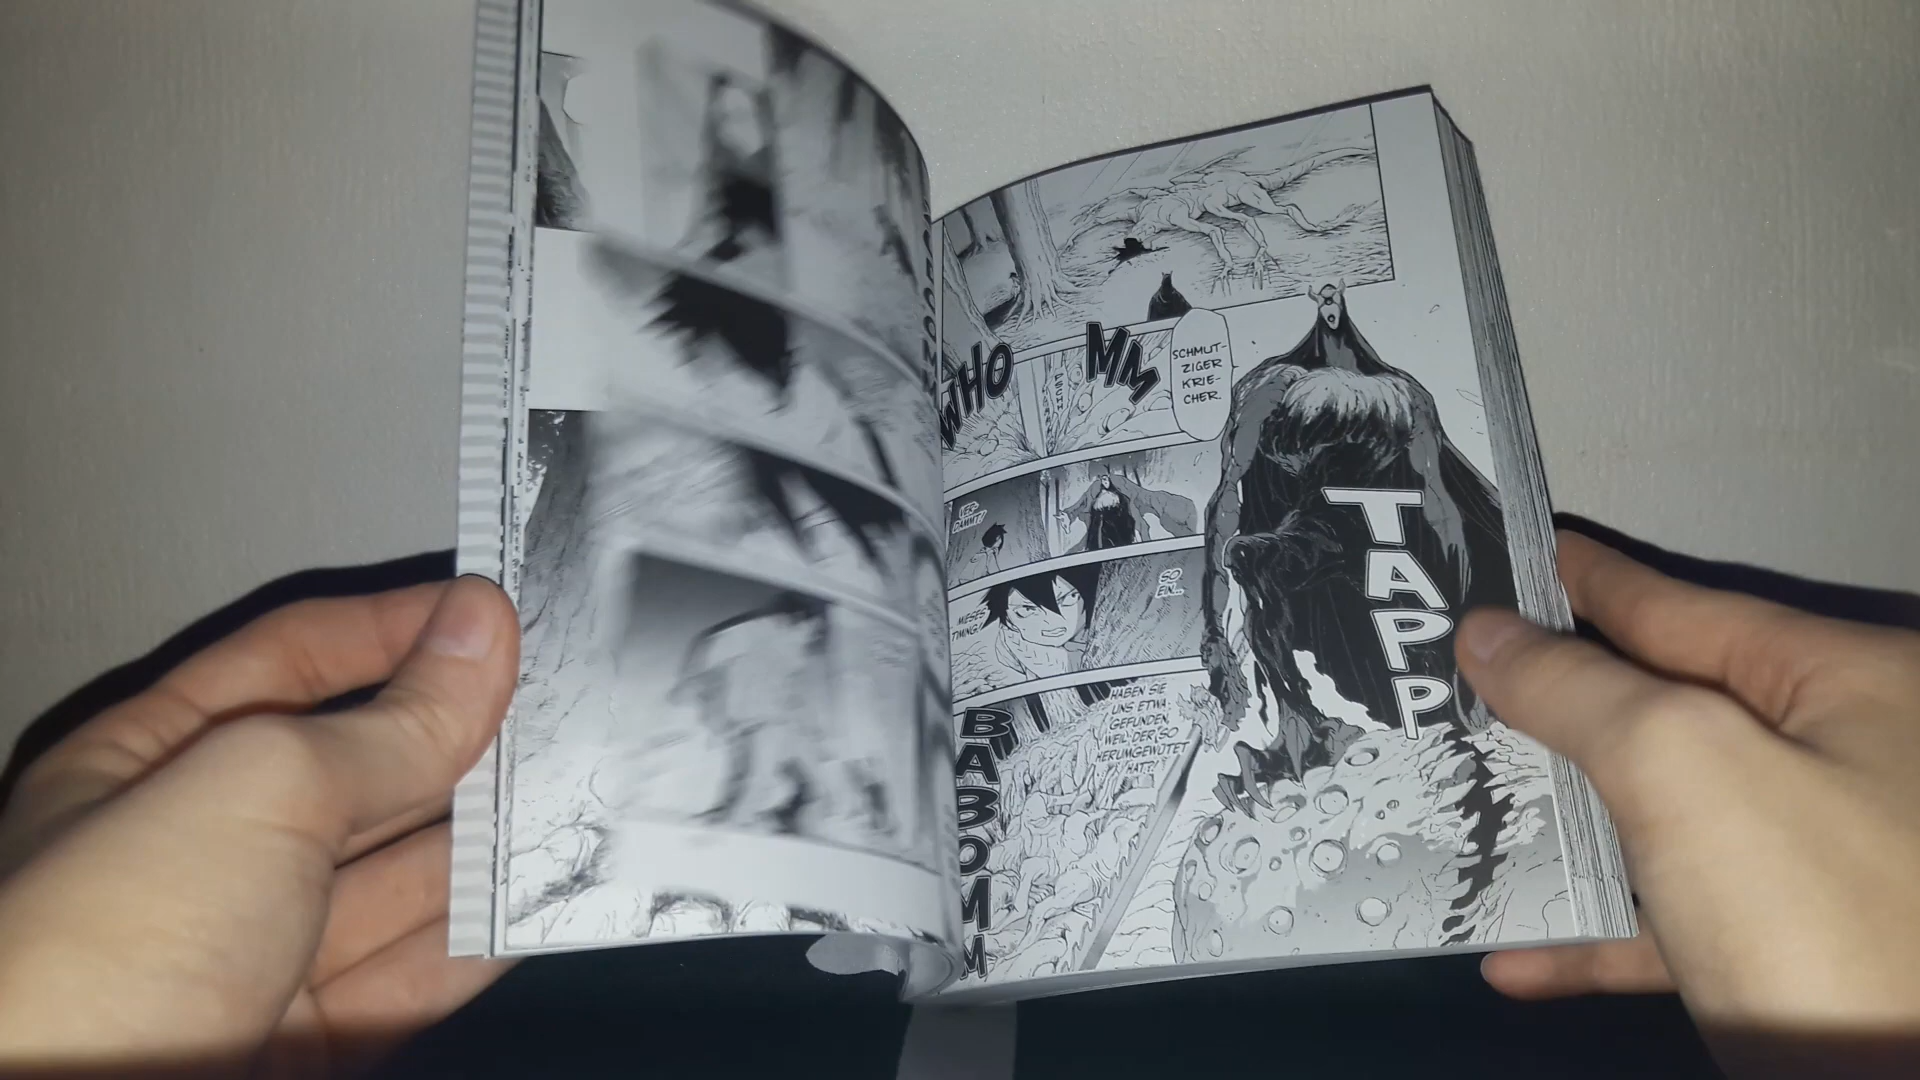 WHO
MM
SCHMUT-
ZIGER
KRIE-
CHER.
VER-
DAMMT!
SO
EIN...
MIESES
TIMING!
TAPP
HABEN SIE
UNS ETWA
GEFUNDEN,
WEIL DER SO
HERUMGEWÜTET
HAT?!
BABOMM